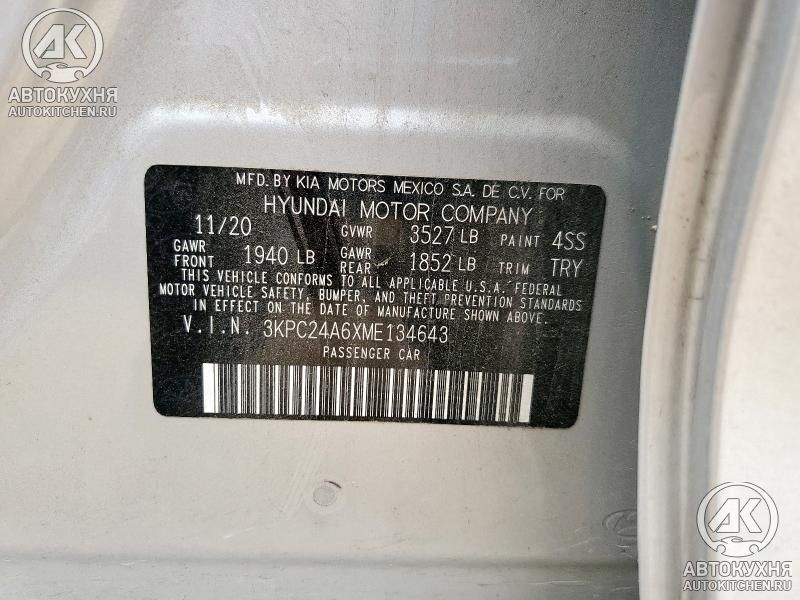 AK
АВТОКУХНЯ
AUTOKITCHEN.RU
MFD. BY KIA MOTORS MEXICO S.A. DE C.V. FOR
HYUNDAI MOTOR COMPANY
11/20 GVWR 3527 LB PAINT 4SS
GAWR FRONT 1940 LB GAWR REAR 1852 LB TRIM TRY
THIS VEHICLE CONFORMS TO ALL APPLICABLE U.S.A. FEDERAL
MOTOR VEHICLE SAFETY, BUMPER, AND THEFT PREVENTION STANDARDS
IN EFFECT ON THE DATE OF MANUFACTURE SHOWN ABOVE.
V.I.N. 3KPC24A6XME134643
PASSENGER CAR
AK
АВТОКУХНЯ
AUTOKITCHEN.RU